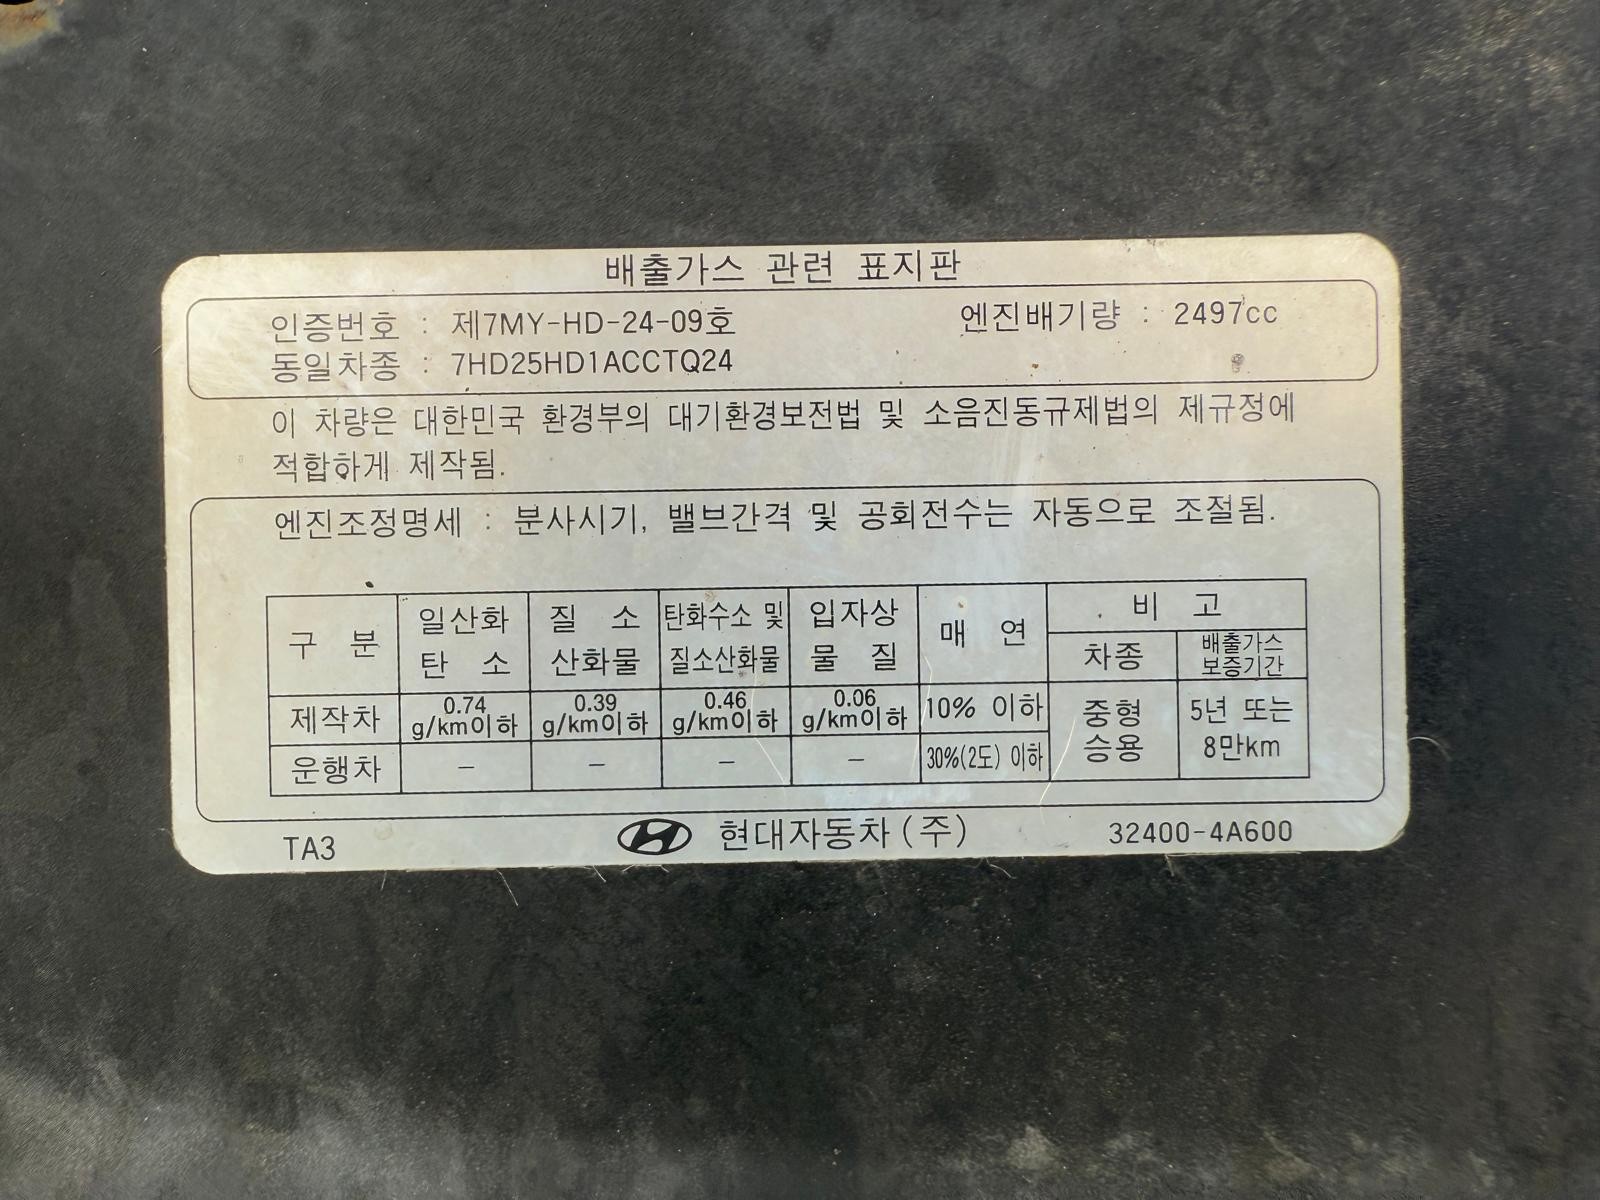 배출가스 관련 표지판
인증번호 : 제7MY-HD-24-09호 엔진배기량 : 2497cc
동일차종 : 7HD25HD1ACCTQ24
이 차량은 대한민국 환경부의 대기환경보전법 및 소음진동규제법의 제규정에
적합하게 제작됨.
엔진조정명세 : 분사시기, 밸브간격 및 공회전수는 자동으로 조절됨.
구 분 일산화 탄 소 질 소 산화물 탄화수소 및 질소산화물 입자상 물 질 매 연 비 고
차종 배출가스 보증기간
제작차 0.74 g/km이하 0.39 g/km이하 0.46 g/km이하 0.06 g/km이하 10% 이하 중형 승용 5년 또는 8만km
운행차 – – – – 30%(2도) 이하
TA3 현대자동차(주) 32400-4A600